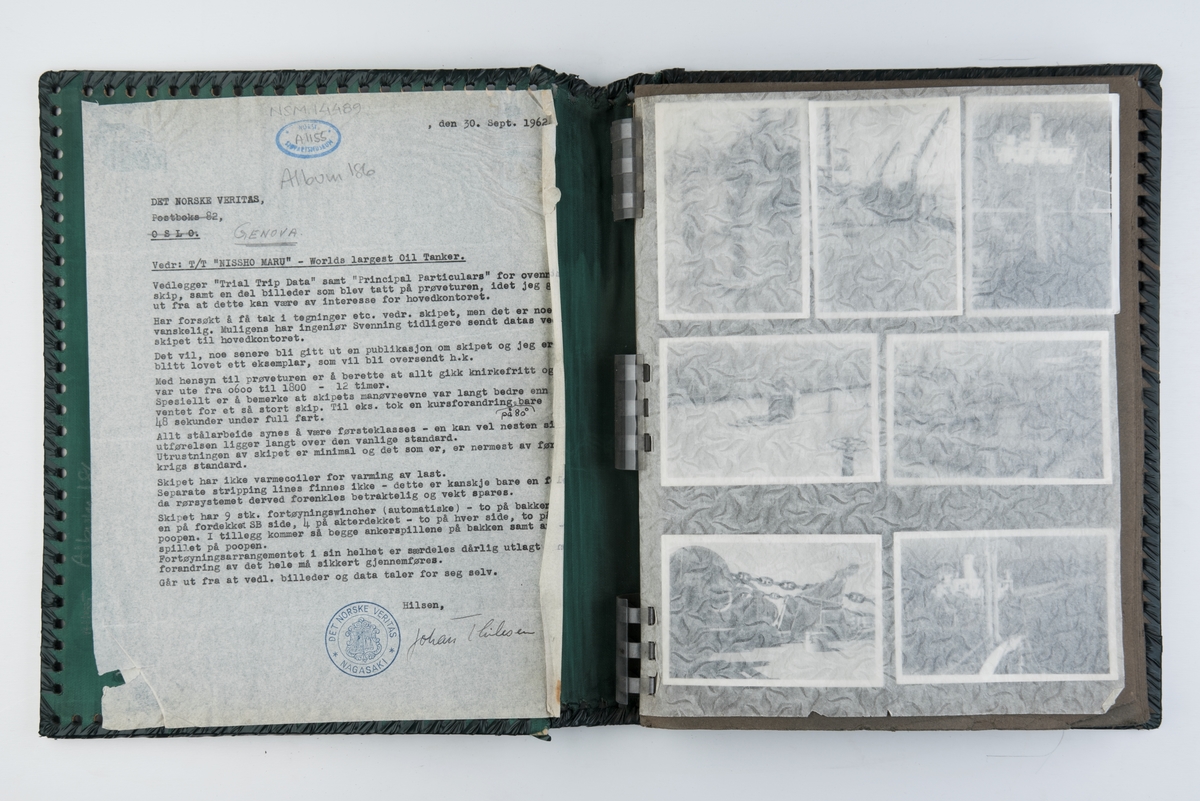 NSM.14489
A1155
, den 30. Sept. 1962
Album 186
DET NORSKE VERITAS,
Postboks 82,
OSLO. GENOVA
Vedr: T/T "NISSHO MARU" - Worlds largest Oil Tanker.
Vedlegger "Trial Trip Data" samt "Principal Particulars" for ovenn
skip, samt en del billeder som blev tatt på prøveturen, idet jeg g
ut fra at dette kan være av interesse for hovedkontoret.
Har forsøkt å få tak i tegninger etc. vedr. skipet, men det er noe
vanskelig. Muligens har ingeniør Svenning tidligere sendt datas ve
skipet til hovedkontoret.
Det vil, noe senere bli gitt ut en publikasjon om skipet og jeg er
blitt lovet ett eksemplar, som vil bli oversendt h.k.
Med hensyn til prøveturen er å berette at allt gikk knirkefritt og
var ute fra 0600 til 1800 - 12 timer.
Spesiellt er å bemerke at skipets manøvreevne var langt bedre enn
ventet for et så stort skip. Til eks. tok en kursforandring bare
på 80°
48 sekunder under full fart.
Allt stålarbeide synes å være førsteklasses - en kan vel nesten si
utførelsen ligger langt over den vanlige standard.
Utrustningen av skipet er minimal og det som er, er nermest av før
krigs standard.
Skipet har ikke varmecoiler for varming av last.
Separate stripping lines finnes ikke - dette er kanskje bare en
da rørsystemet derved forenkles betraktelig og vekt spares.
Skipet har 9 stk. fortøyningswincher (automatiske) - to på bakken
en på fordekket SB side, 4 på akterdekket - to på hver side, to på
poopen. I tillegg kommer så begge ankerspillene på bakken samt
spillet på poopen.
Fortøyningsarrangementet i sin helhet er særdeles dårlig utlagt
forandring av det hele må sikkert gjennemføres.
Går ut fra at vedl. billeder og data taler for seg selv.
Hilsen,
DET NORSKE VERITAS
NAGASAKI
Johan